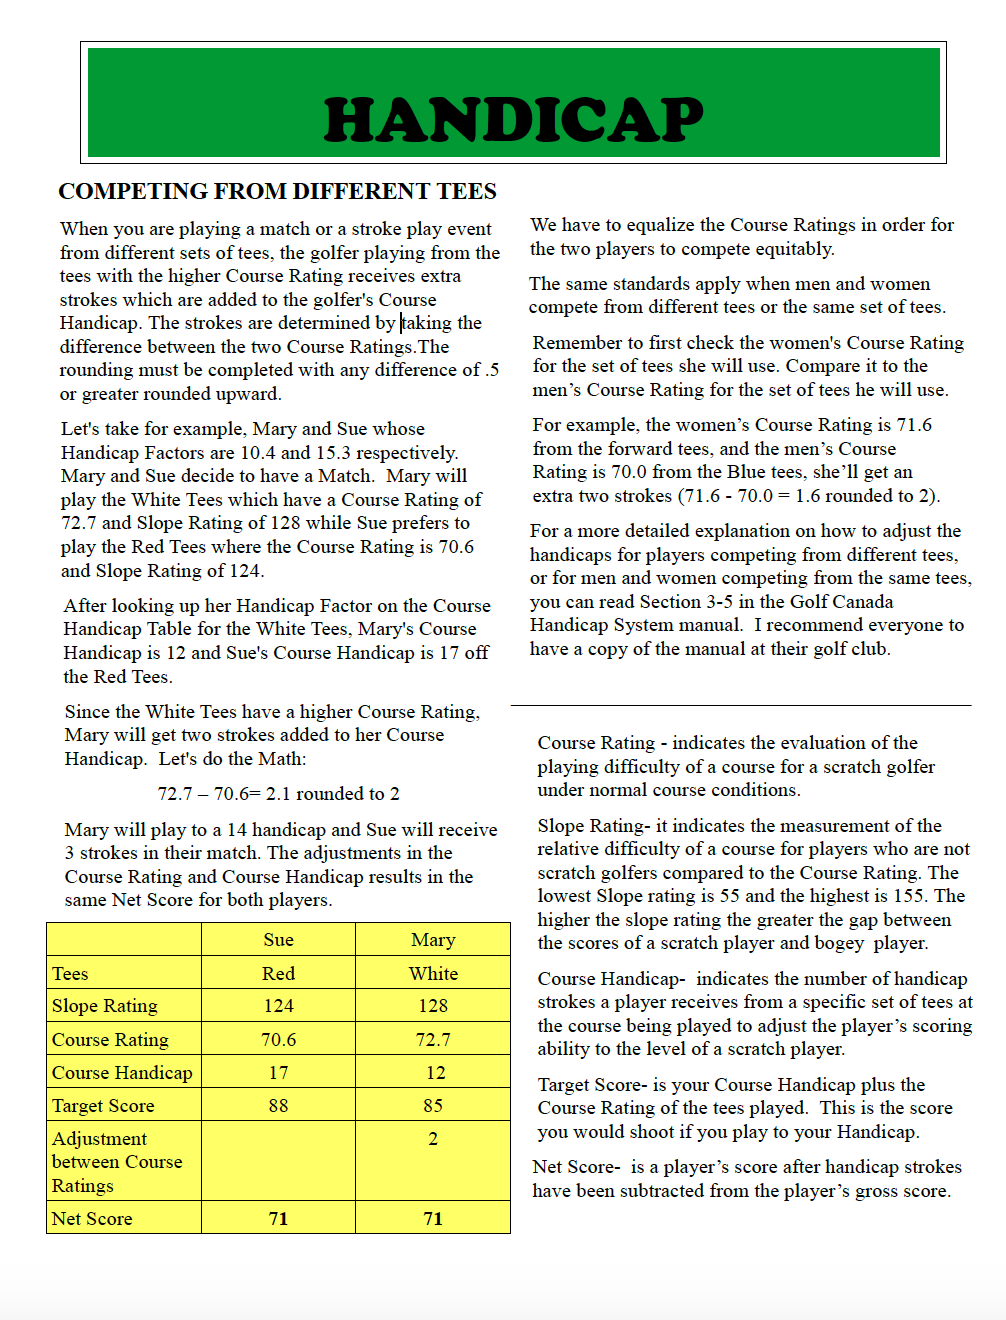 HANDICAP
COMPETING FROM DIFFERENT TEES
When you are playing a match or a stroke play event
from different sets of tees, the golfer playing from the
tees with the higher Course Rating receives extra
strokes which are added to the golfer's Course
Handicap. The strokes are determined by taking the
difference between the two Course Ratings.The
rounding must be completed with any difference of .5
or greater rounded upward.
Let's take for example, Mary and Sue whose
Handicap Factors are 10.4 and 15.3 respectively.
Mary and Sue decide to have a Match.  Mary will
play the White Tees which have a Course Rating of
72.7 and Slope Rating of 128 while Sue prefers to
play the Red Tees where the Course Rating is 70.6
and Slope Rating of 124.
After looking up her Handicap Factor on the Course
Handicap Table for the White Tees, Mary's Course
Handicap is 12 and Sue's Course Handicap is 17 off
the Red Tees.
Since the White Tees have a higher Course Rating,
Mary will get two strokes added to her Course
Handicap.  Let's do the Math:
72.7 – 70.6= 2.1 rounded to 2
Mary will play to a 14 handicap and Sue will receive
3 strokes in their match. The adjustments in the
Course Rating and Course Handicap results in the
same Net Score for both players.
Sue Mary
Tees Red White
Slope Rating 124 128
Course Rating 70.6 72.7
Course Handicap 17 12
Target Score 88 85
Adjustment 2
between Course
Ratings
Net Score 71 71
We have to equalize the Course Ratings in order for
the two players to compete equitably.
The same standards apply when men and women
compete from different tees or the same set of tees.
Remember to first check the women's Course Rating
for the set of tees she will use. Compare it to the
men’s Course Rating for the set of tees he will use.
For example, the women’s Course Rating is 71.6
from the forward tees, and the men’s Course
Rating is 70.0 from the Blue tees, she’ll get an
extra two strokes (71.6 - 70.0 = 1.6 rounded to 2).
For a more detailed explanation on how to adjust the
handicaps for players competing from different tees,
or for men and women competing from the same tees,
you can read Section 3-5 in the Golf Canada
Handicap System manual.  I recommend everyone to
have a copy of the manual at their golf club.
Course Rating - indicates the evaluation of the
playing difficulty of a course for a scratch golfer
under normal course conditions.
Slope Rating- it indicates the measurement of the
relative difficulty of a course for players who are not
scratch golfers compared to the Course Rating. The
lowest Slope rating is 55 and the highest is 155. The
higher the slope rating the greater the gap between
the scores of a scratch player and bogey  player.
Course Handicap-  indicates the number of handicap
strokes a player receives from a specific set of tees at
the course being played to adjust the player’s scoring
ability to the level of a scratch player.
Target Score- is your Course Handicap plus the
Course Rating of the tees played.  This is the score
you would shoot if you play to your Handicap.
Net Score-  is a player’s score after handicap strokes
have been subtracted from the player’s gross score.